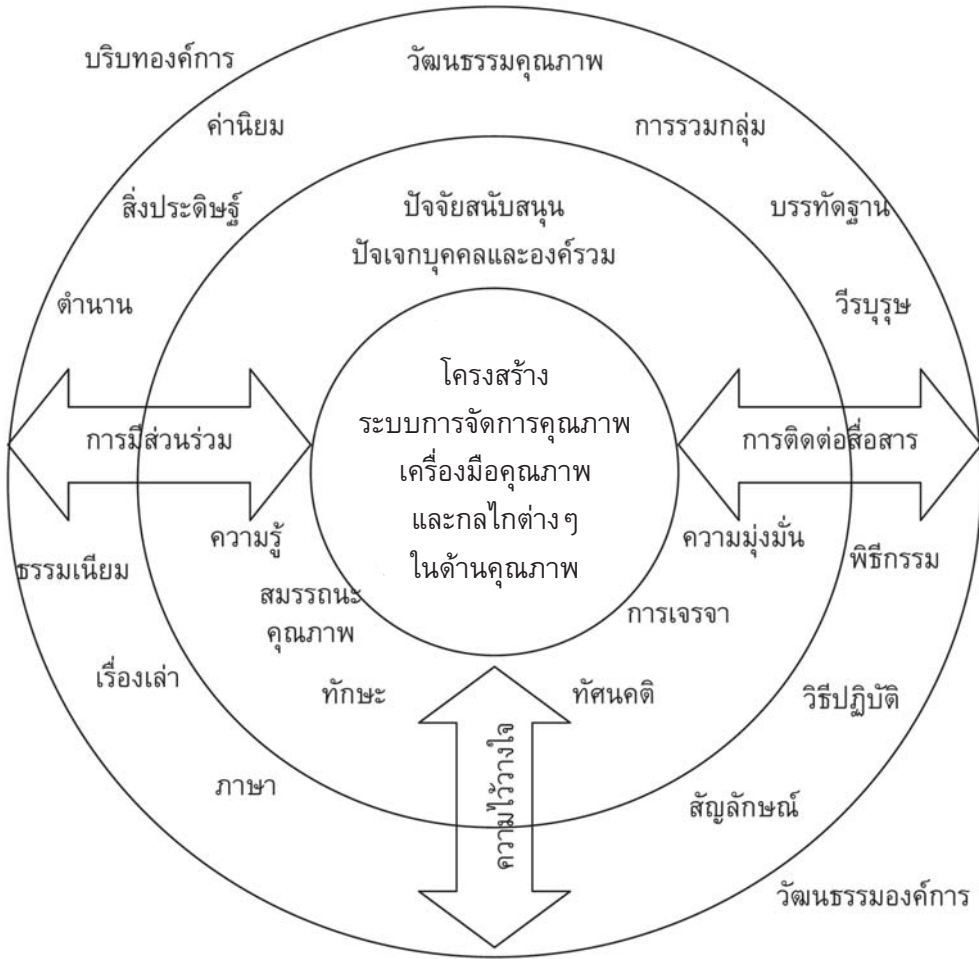 บริบทองค์การ
วัฒนธรรมคุณภาพ
ค่านิยม
การรวมกลุ่ม
สิ่งประดิษฐ์
ปัจจัยสนับสนุน
บรรทัดฐาน
ปัจเจกบุคคลและองค์รวม
ตำนาน
วีรบุรุษ
โครงสร้าง
ระบบการจัดการคุณภาพ
เครื่องมือคุณภาพ
และกลไกต่างๆ
ในด้านคุณภาพ
การมีส่วนร่วม
การติดต่อสื่อสาร
ความรู้
ความมุ่งมั่น
ธรรมเนียม
พิธีกรรม
สมรรถนะ
คุณภาพ
การเจรจา
เรื่องเล่า
ทักษะ
ทัศนคติ
วิธีปฏิบัติ
ภาษา
ความไว้วางใจ
สัญลักษณ์
วัฒนธรรมองค์การ